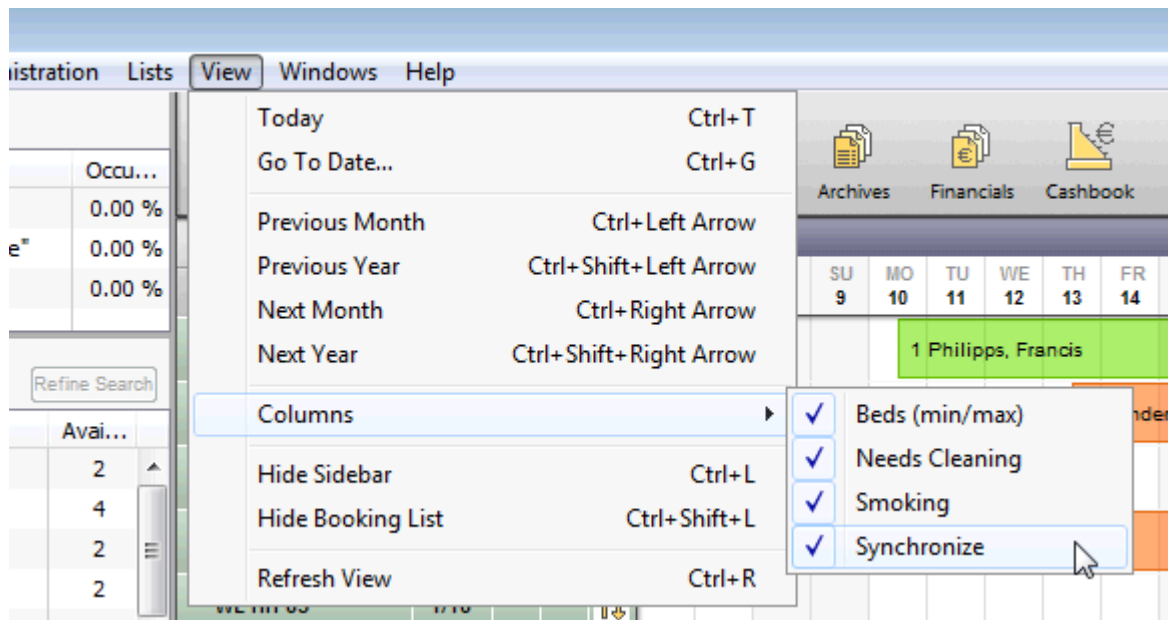 istration Lists View Windows Help
Occu...
0.00 %
e" 0.00 %
0.00 %
Refine Search
Avai...
2
4
2
2
Today Ctrl+T
Go To Date... Ctrl+G
Previous Month Ctrl+Left Arrow
Previous Year Ctrl+Shift+Left Arrow
Next Month Ctrl+Right Arrow
Next Year Ctrl+Shift+Right Arrow
Columns
Hide Sidebar Ctrl+L
Hide Booking List Ctrl+Shift+L
Refresh View Ctrl+R
Beds (min/max)
Needs Cleaning
Smoking
Synchronize
Archives Financials Cashbook
SU MO TU WE TH FR
9 10 11 12 13 14
1 Philipps, Francis
nder